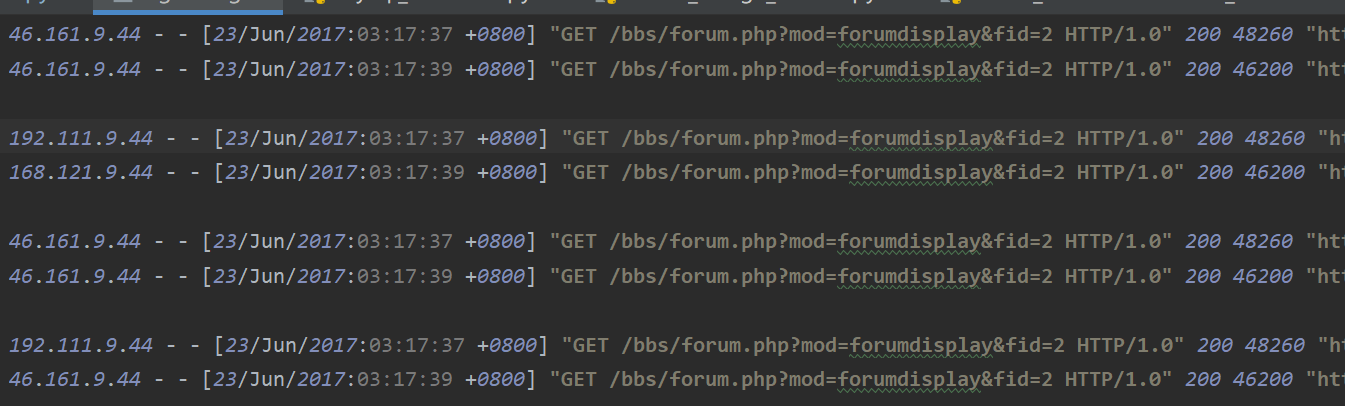 46.161.9.44 - - [23/Jun/2017:03:17:37 +0800] "GET /bbs/forum.php?mod=forumdisplay&fid=2 HTTP/1.0" 200 48260 "ht
46.161.9.44 - - [23/Jun/2017:03:17:39 +0800] "GET /bbs/forum.php?mod=forumdisplay&fid=2 HTTP/1.0" 200 46200 "ht
192.111.9.44 - - [23/Jun/2017:03:17:37 +0800] "GET /bbs/forum.php?mod=forumdisplay&fid=2 HTTP/1.0" 200 48260 "ht
168.121.9.44 - - [23/Jun/2017:03:17:39 +0800] "GET /bbs/forum.php?mod=forumdisplay&fid=2 HTTP/1.0" 200 46200 "ht
46.161.9.44 - - [23/Jun/2017:03:17:37 +0800] "GET /bbs/forum.php?mod=forumdisplay&fid=2 HTTP/1.0" 200 48260 "ht
46.161.9.44 - - [23/Jun/2017:03:17:39 +0800] "GET /bbs/forum.php?mod=forumdisplay&fid=2 HTTP/1.0" 200 46200 "ht
192.111.9.44 - - [23/Jun/2017:03:17:37 +0800] "GET /bbs/forum.php?mod=forumdisplay&fid=2 HTTP/1.0" 200 48260 "ht
46.161.9.44 - - [23/Jun/2017:03:17:39 +0800] "GET /bbs/forum.php?mod=forumdisplay&fid=2 HTTP/1.0" 200 46200 "ht